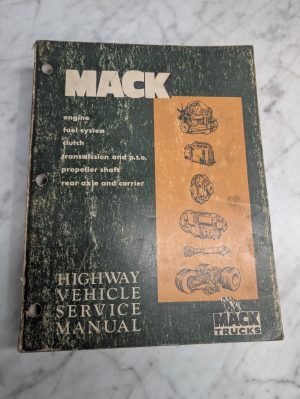 MACK
engine
fuel system
clutch
transmission and p.t.o.
propeller shaft
rear axle and carrier
HIGHWAY
VEHICLE
SERVICE
MANUAL
MACK
TRUCKS